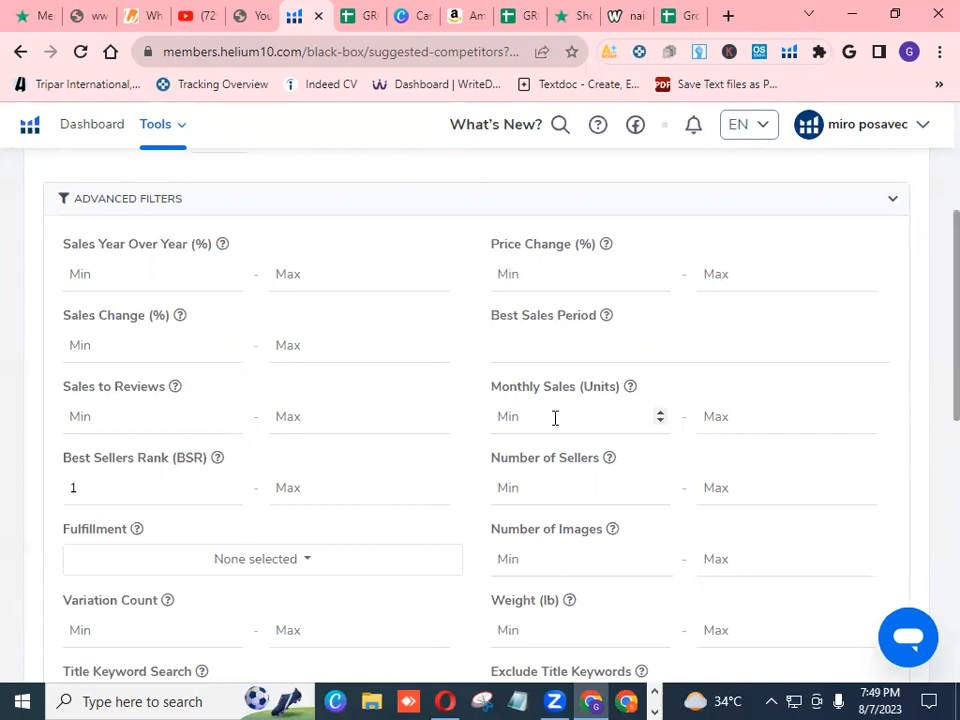 Me
ww
Wh
(72
You
GR
Car
Am
GR
Sho
nai
Gro
members.helium10.com/black-box/suggested-competitors?...
G
Tripar International,...
Tracking Overview
Indeed CV
Dashboard | WriteD...
Textdoc - Create, E...
Save Text files as P...
»
Dashboard
Tools
What's New?
EN
miro posavec
ADVANCED FILTERS
Sales Year Over Year (%)
Price Change (%)
Min - Max
Min - Max
Sales Change (%)
Best Sales Period
Min - Max
Sales to Reviews
Monthly Sales (Units)
Min - Max
Min - Max
Best Sellers Rank (BSR)
Number of Sellers
1 - Max
Min - Max
Fulfillment
Number of Images
None selected
Min - Max
Variation Count
Weight (lb)
Min - Max
Min - Max
Title Keyword Search
Exclude Title Keywords
Type here to search
34°C
7:49 PM
8/7/2023